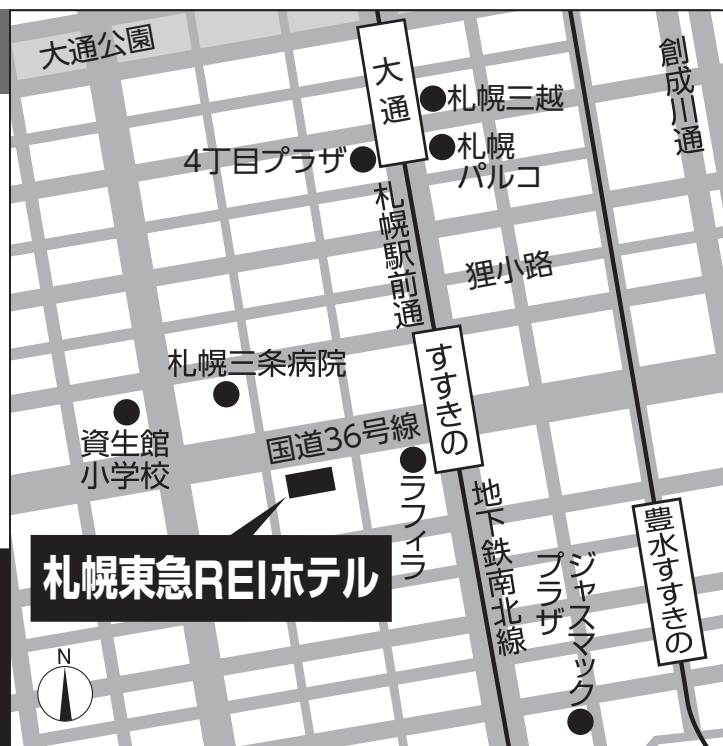 大通公園
大通
札幌三越
創成川通
4丁目プラザ
札幌
パルコ
札幌駅前通
狸小路
すすきの
札幌三条病院
資生館
小学校
国道36号線
ラフィラ
地下鉄南北線
豊水すすきの
ジャスマック
プラザ
札幌東急REIホテル
N